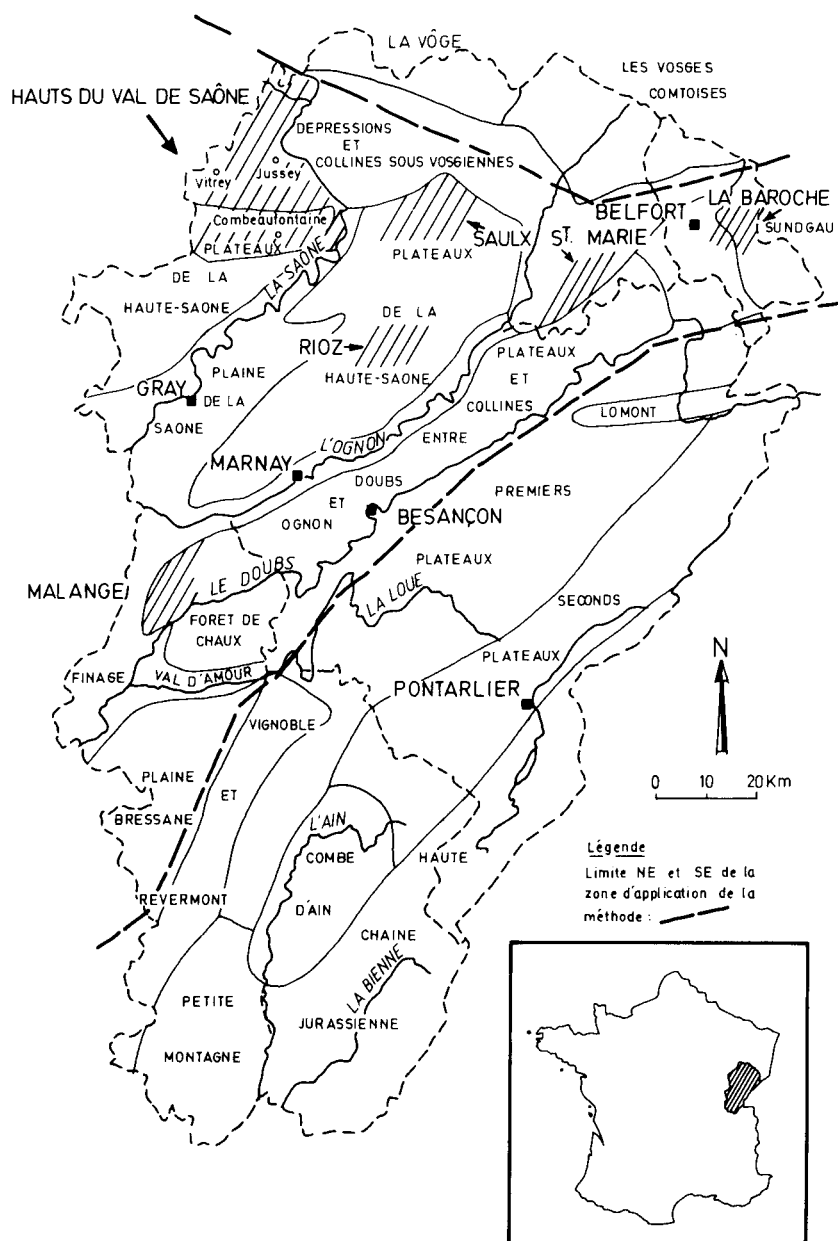 LA VÔGE
LES VOSGES
COMTOISES
HAUTS DU VAL DE SAÔNE
DEPRESSIONS
ET
COLLINES SOUS VOSGIENNES
Vitrey
Jussey
Combeaufontaine
PLATEAUX
DE LA
HAUTE-SAONE
LA SAÔNE
SAULX
PLATEAUX
DE LA
HAUTE-SAONE
BELFORT
ST. MARIE
LA BAROCHE
SUNDGAU
RIOZ
GRAY
PLAINE
DE LA
SAONE
MARNAY
L'OGNON
PLATEAUX
ET
COLLINES
ENTRE
DOUBS
ET
OGNON
LOMONT
BESANÇON
PREMIERS
PLATEAUX
MALANGE
LE DOUBS
LA LOUE
FORET DE
CHAUX
SECONDS
PLATEAUX
FINAGE
VAL D'AMOUR
PONTARLIER
N
VIGNOBLE
ET
REVERMONT
PLAINE
BRESSANE
0 10 20 Km
L'AIN
COMBE
D'AIN
HAUTE
CHAINE
JURASSIENNE
LA BIENNE
PETITE
MONTAGNE
Légende
Limite NE et SE de la
zone d'application de la
méthode :